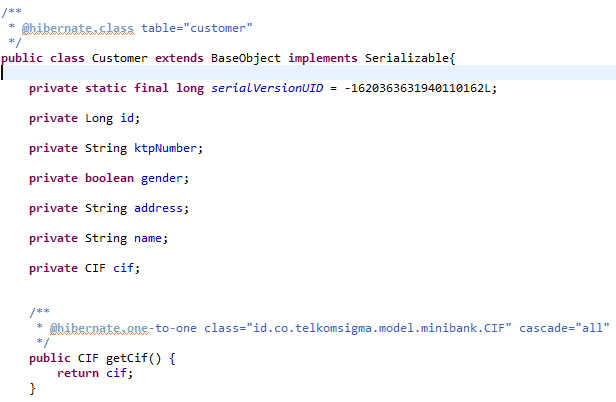 /**
 * @hibernate.class table="customer"
 */
public class Customer extends BaseObject implements Serializable{
private static final long serialVersionUID = -1620363631940110162L;
private Long id;
private String ktpNumber;
private boolean gender;
private String address;
private String name;
private CIF cif;
/**
 * @hibernate.one-to-one class="id.co.telkomsigma.model.minibank.CIF" cascade="all"
 */
public CIF getCif() {
return cif;
}